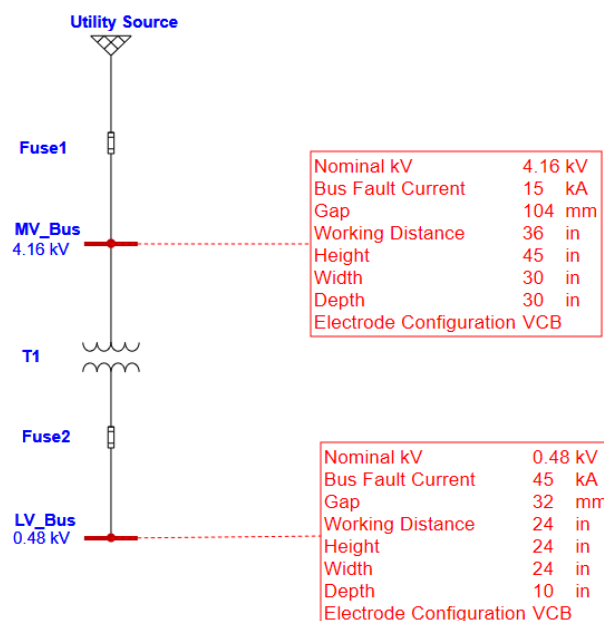 Utility Source
Fuse1
MV_Bus
4.16 kV
Nominal kV 4.16 kV
Bus Fault Current 15 kA
Gap 104 mm
Working Distance 36 in
Height 45 in
Width 30 in
Depth 30 in
Electrode Configuration VCB
T1
Fuse2
LV_Bus
0.48 kV
Nominal kV 0.48 kV
Bus Fault Current 45 kA
Gap 32 mm
Working Distance 24 in
Height 24 in
Width 24 in
Depth 10 in
Electrode Configuration VCB